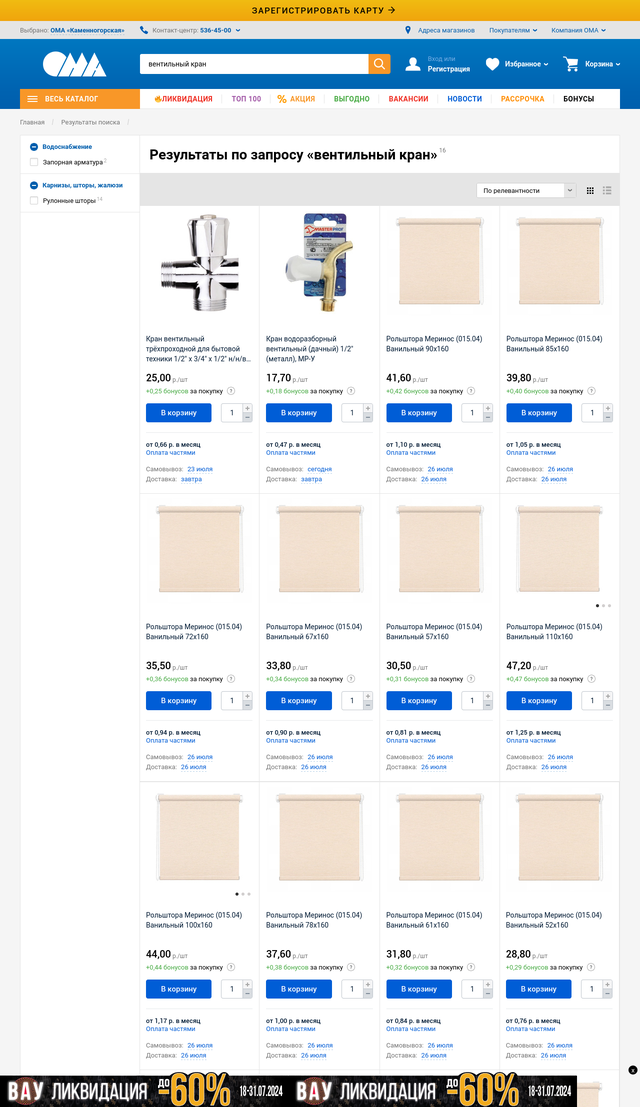 ЗАРЕГИСТРИРОВАТЬ КАРТУ →
Выбрано: ОМА «Каменногорская»
Контакт-центр: 536-45-00
Адреса магазинов
Покупателям
Компания ОМА
ОМА
вентильный кран
Вход или
Регистрация
Избранное
Корзина
ВЕСЬ КАТАЛОГ
ЛИКВИДАЦИЯ
ТОП 100
% АКЦИЯ
ВЫГОДНО
ВАКАНСИИ
НОВОСТИ
РАССРОЧКА
БОНУСЫ
Главная / Результаты поиска /
Водоснабжение
Запорная арматура 2
Карнизы, шторы, жалюзи
Рулонные шторы 14
Результаты по запросу «вентильный кран» 16
По релевантности
MASTERPROF
Кран вентильный
трёхпроходной для бытовой
техники 1/2" х 3/4" х 1/2" н/н/в...
25,00 р./шт
+0,25 бонусов за покупку
В корзину 1 + −
от 0,66 р. в месяц
Оплата частями
Самовывоз: 23 июля
Доставка: завтра
Кран водоразборный
вентильный (дачный) 1/2"
(металл), МР-У
17,70 р./шт
+0,18 бонусов за покупку
В корзину 1 + −
от 0,47 р. в месяц
Оплата частями
Самовывоз: сегодня
Доставка: завтра
Рольштора Меринос (015.04)
Ванильный 90х160
41,60 р./шт
+0,42 бонусов за покупку
В корзину 1 + −
от 1,10 р. в месяц
Оплата частями
Самовывоз: 26 июля
Доставка: 26 июля
Рольштора Меринос (015.04)
Ванильный 85х160
39,80 р./шт
+0,40 бонусов за покупку
В корзину 1 + −
от 1,05 р. в месяц
Оплата частями
Самовывоз: 26 июля
Доставка: 26 июля
Рольштора Меринос (015.04)
Ванильный 72х160
35,50 р./шт
+0,36 бонусов за покупку
В корзину 1 + −
от 0,94 р. в месяц
Оплата частями
Самовывоз: 26 июля
Доставка: 26 июля
Рольштора Меринос (015.04)
Ванильный 67х160
33,80 р./шт
+0,34 бонусов за покупку
В корзину 1 + −
от 0,90 р. в месяц
Оплата частями
Самовывоз: 26 июля
Доставка: 26 июля
Рольштора Меринос (015.04)
Ванильный 57х160
30,50 р./шт
+0,31 бонусов за покупку
В корзину 1 + −
от 0,81 р. в месяц
Оплата частями
Самовывоз: 26 июля
Доставка: 26 июля
Рольштора Меринос (015.04)
Ванильный 110х160
47,20 р./шт
+0,47 бонусов за покупку
В корзину 1 + −
от 1,25 р. в месяц
Оплата частями
Самовывоз: 26 июля
Доставка: 26 июля
Рольштора Меринос (015.04)
Ванильный 100х160
44,00 р./шт
+0,44 бонусов за покупку
В корзину 1 + −
от 1,17 р. в месяц
Оплата частями
Самовывоз: 26 июля
Доставка: 26 июля
Рольштора Меринос (015.04)
Ванильный 78х160
37,60 р./шт
+0,38 бонусов за покупку
В корзину 1 + −
от 1,00 р. в месяц
Оплата частями
Самовывоз: 26 июля
Доставка: 26 июля
Рольштора Меринос (015.04)
Ванильный 61х160
31,80 р./шт
+0,32 бонусов за покупку
В корзину 1 + −
от 0,84 р. в месяц
Оплата частями
Самовывоз: 26 июля
Доставка: 26 июля
Рольштора Меринос (015.04)
Ванильный 52х160
28,80 р./шт
+0,29 бонусов за покупку
В корзину 1 + −
от 0,76 р. в месяц
Оплата частями
Самовывоз: 26 июля
Доставка: 26 июля
ВАУ ЛИКВИДАЦИЯ до -60% 18-31.07.2024 ВАУ ЛИКВИДАЦИЯ до -60% 18-31.07.2024
x